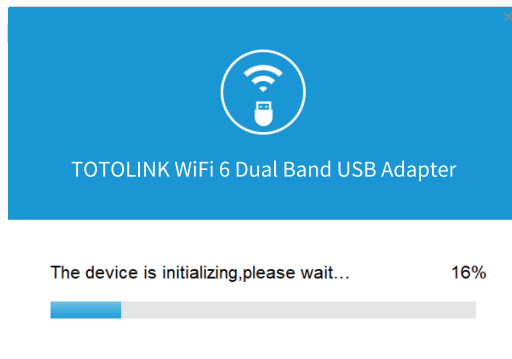 TOTOLINK WiFi 6 Dual Band USB Adapter
The device is initializing,please wait... 16%